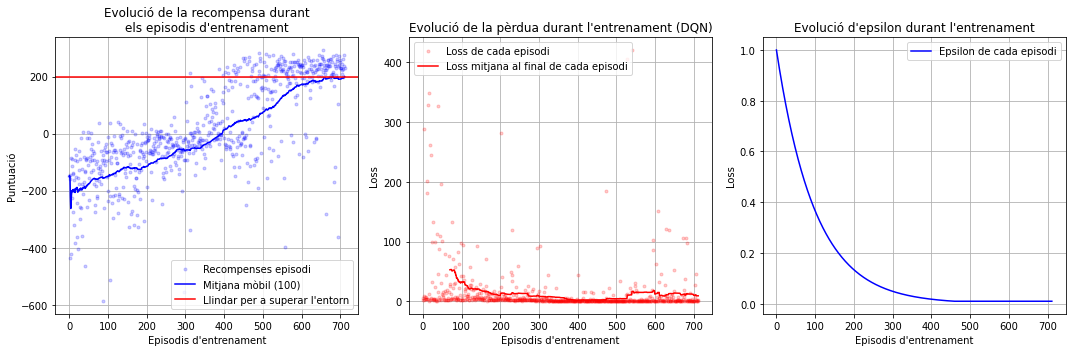 Evolució de la recompensa durant
els episodis d'entrenament
Puntuació
200
0
−200
−400
−600
0 100 200 300 400 500 600 700
Episodis d'entrenament
Recompenses episodi
Mitjana mòbil (100)
Llindar per a superar l'entorn
Evolució de la pèrdua durant l'entrenament (DQN)
Loss
400
300
200
100
0
0 100 200 300 400 500 600 700
Episodis d'entrenament
Loss de cada episodi
Loss mitjana al final de cada episodi
Evolució d'epsilon durant l'entrenament
Loss
1.0
0.8
0.6
0.4
0.2
0.0
0 100 200 300 400 500 600 700
Episodis d'entrenament
Epsilon de cada episodi